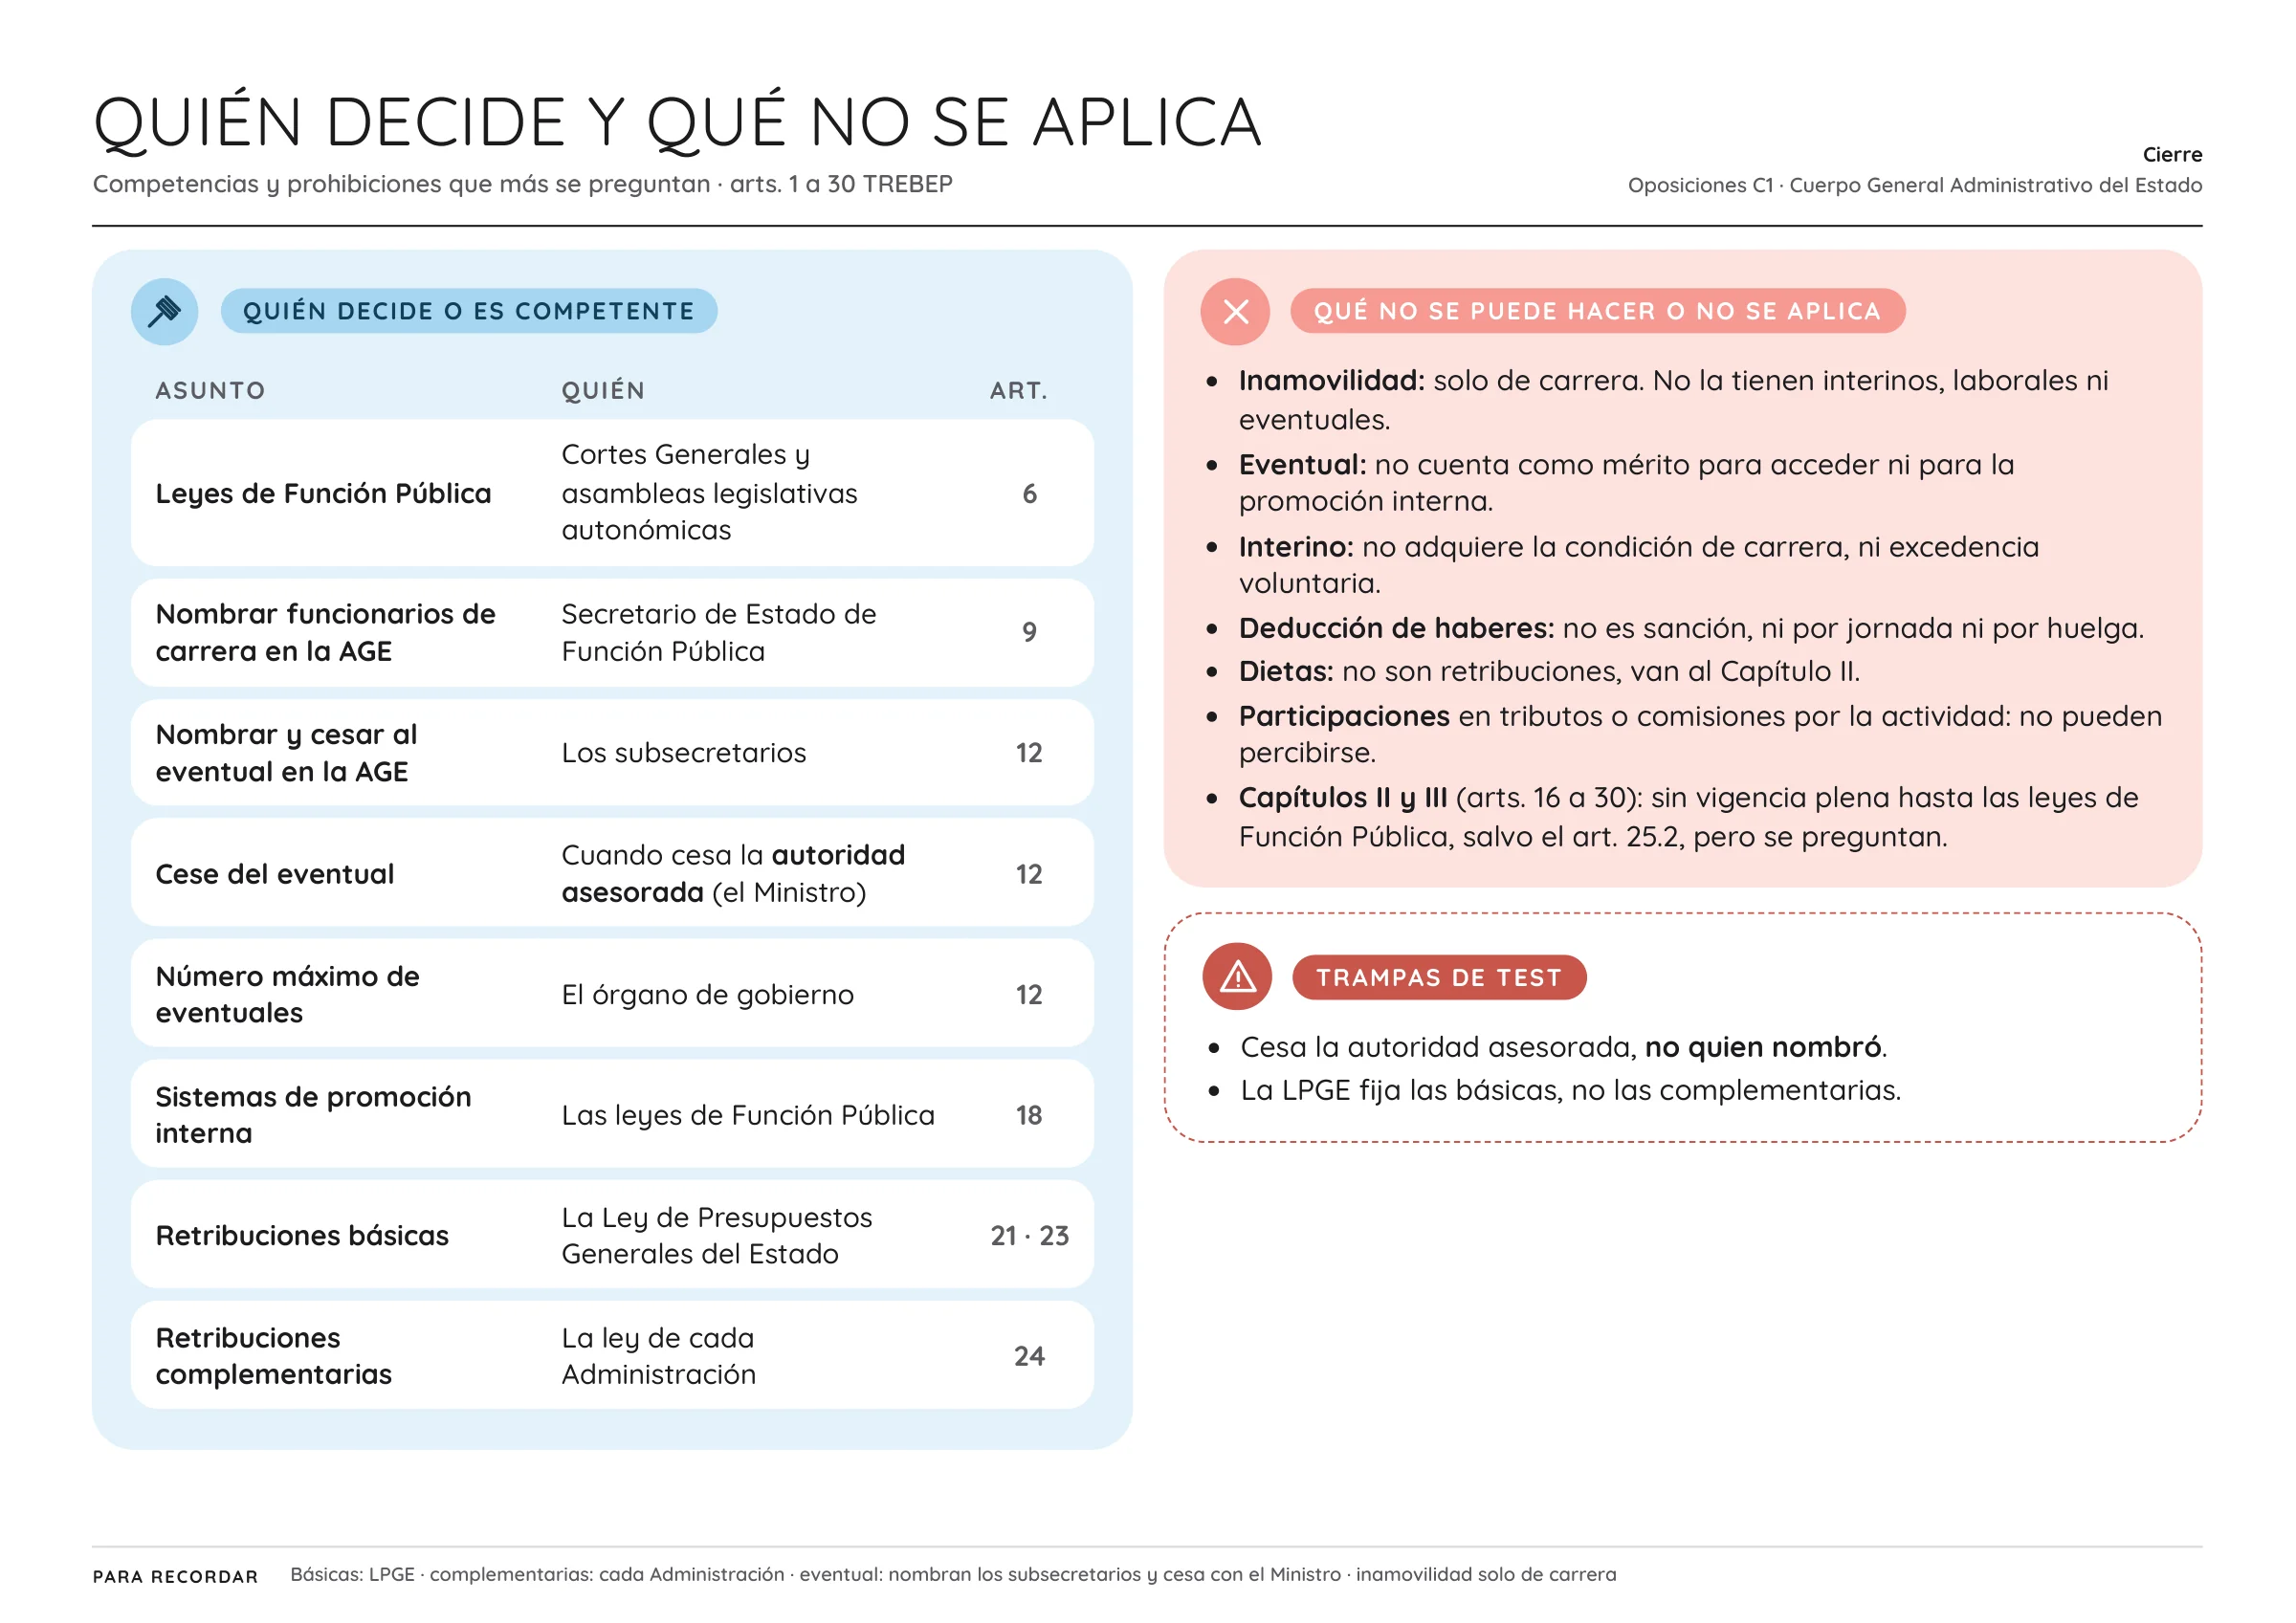 QUIÉN DECIDE Y QUÉ NO SE APLICA
Competencias y prohibiciones que más se preguntan · arts. 1 a 30 TREBEP
Cierre
Oposiciones C1 · Cuerpo General Administrativo del Estado
QUIÉN DECIDE O ES COMPETENTE
ASUNTO QUIÉN ART.
Leyes de Función Pública
Cortes Generales y
asambleas legislativas
autonómicas
6
Nombrar funcionarios de
carrera en la AGE
Secretario de Estado de
Función Pública
9
Nombrar y cesar al
eventual en la AGE
Los subsecretarios
12
Cese del eventual
Cuando cesa la autoridad
asesorada (el Ministro)
12
Número máximo de
eventuales
El órgano de gobierno
12
Sistemas de promoción
interna
Las leyes de Función Pública
18
Retribuciones básicas
La Ley de Presupuestos
Generales del Estado
21 · 23
Retribuciones
complementarias
La ley de cada
Administración
24
QUÉ NO SE PUEDE HACER O NO SE APLICA
• Inamovilidad: solo de carrera. No la tienen interinos, laborales ni
eventuales.
• Eventual: no cuenta como mérito para acceder ni para la
promoción interna.
• Interino: no adquiere la condición de carrera, ni excedencia
voluntaria.
• Deducción de haberes: no es sanción, ni por jornada ni por huelga.
• Dietas: no son retribuciones, van al Capítulo II.
• Participaciones en tributos o comisiones por la actividad: no pueden
percibirse.
• Capítulos II y III (arts. 16 a 30): sin vigencia plena hasta las leyes de
Función Pública, salvo el art. 25.2, pero se preguntan.
TRAMPAS DE TEST
• Cesa la autoridad asesorada, no quien nombró.
• La LPGE fija las básicas, no las complementarias.
PARA RECORDAR Básicas: LPGE · complementarias: cada Administración · eventual: nombran los subsecretarios y cesa con el Ministro · inamovilidad solo de carrera